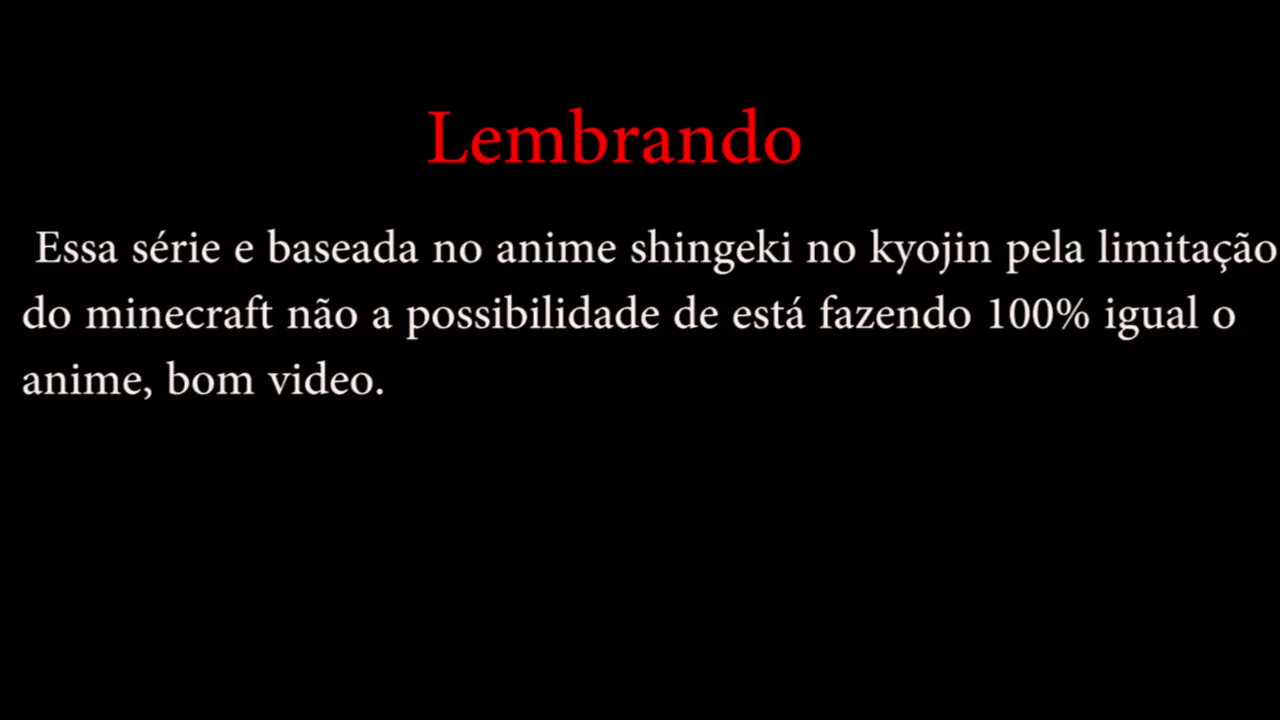 Lembrando
Essa série e baseada no anime shingeki no kyojin pela limitação
do minecraft não a possibilidade de está fazendo 100% igual o
anime, bom video.